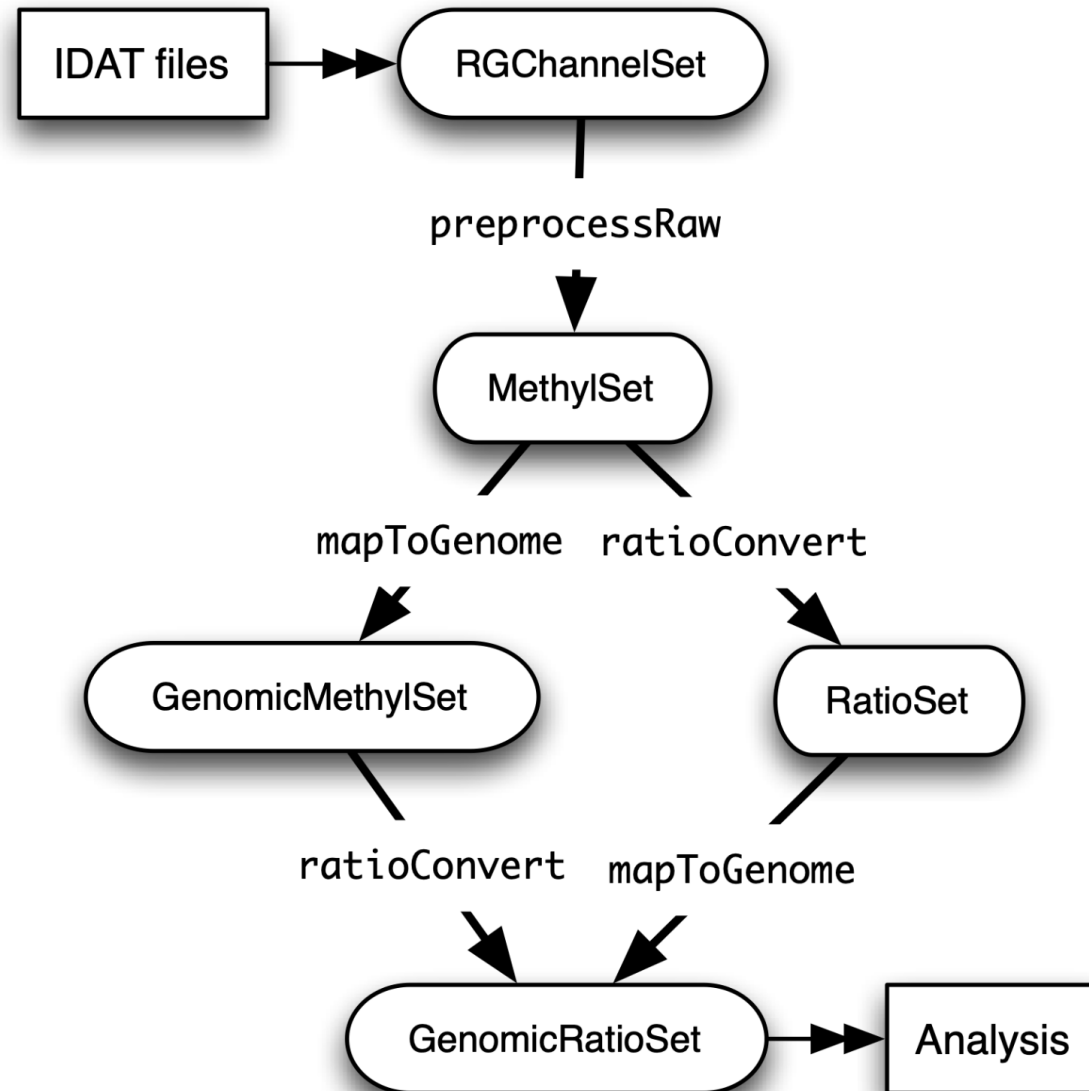 IDAT files
RGChannelSet
preprocessRaw
MethylSet
mapToGenome
ratioConvert
GenomicMethylSet
RatioSet
ratioConvert
mapToGenome
GenomicRatioSet
Analysis